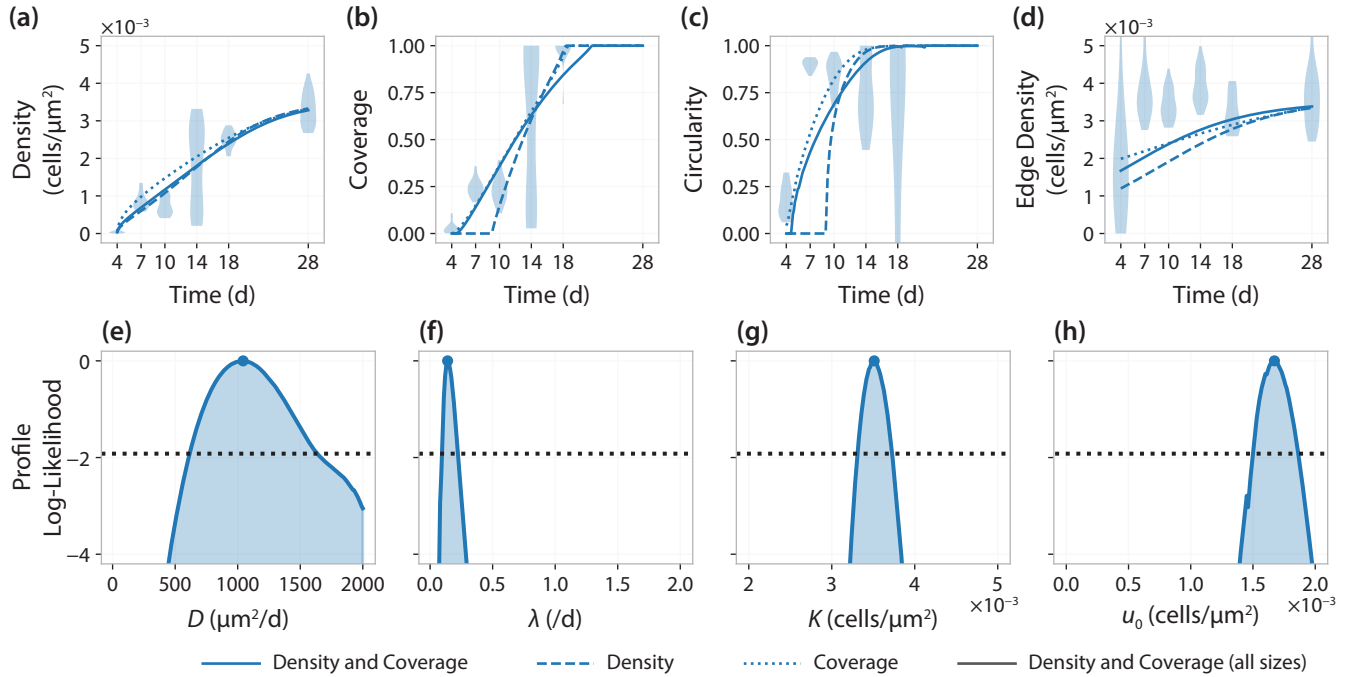 (a) (b) (c) (d)
×10⁻³ ×10⁻³
Density
(cells/μm²)
5
4
3
2
1
0
4 7 10 14 18 28
Time (d)
Coverage
1.00
0.75
0.50
0.25
0.00
4 7 10 14 18 28
Time (d)
Circularity
1.00
0.75
0.50
0.25
0.00
4 7 10 14 18 28
Time (d)
Edge Density
(cells/μm²)
5
4
3
2
1
0
4 7 10 14 18 28
Time (d)
(e) (f) (g) (h)
Profile
Log-Likelihood
0
−2
−4
0 500 1000 1500 2000
D (μm²/d)
0.0 0.5 1.0 1.5 2.0
λ (/d)
2 3 4 5
×10⁻³
K (cells/μm²)
0.0 0.5 1.0 1.5 2.0
×10⁻³
u₀ (cells/μm²)
Density and Coverage Density Coverage Density and Coverage (all sizes)